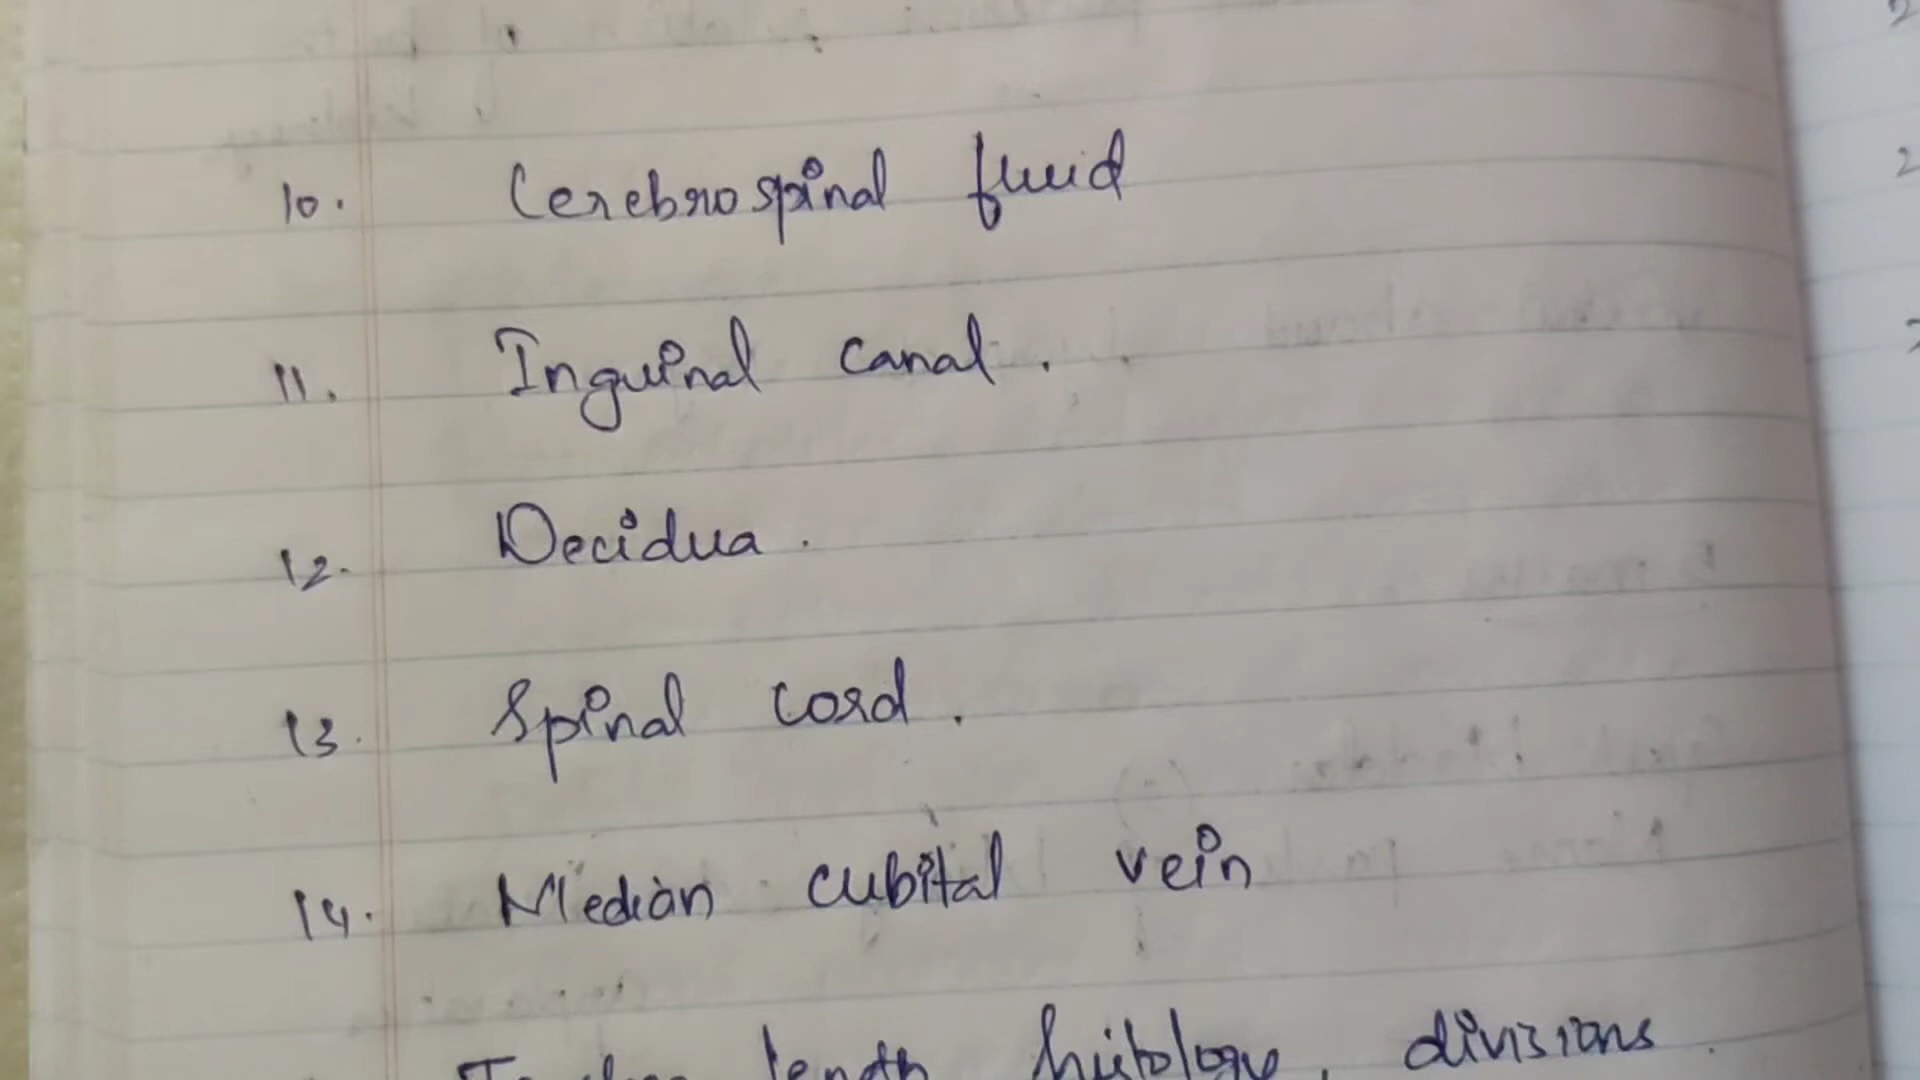 10. Cerebrospinal fluid
11. Inguinal canal.
12. Decidua.
13. Spinal cord.
14. Median cubital vein
length histology, divisions